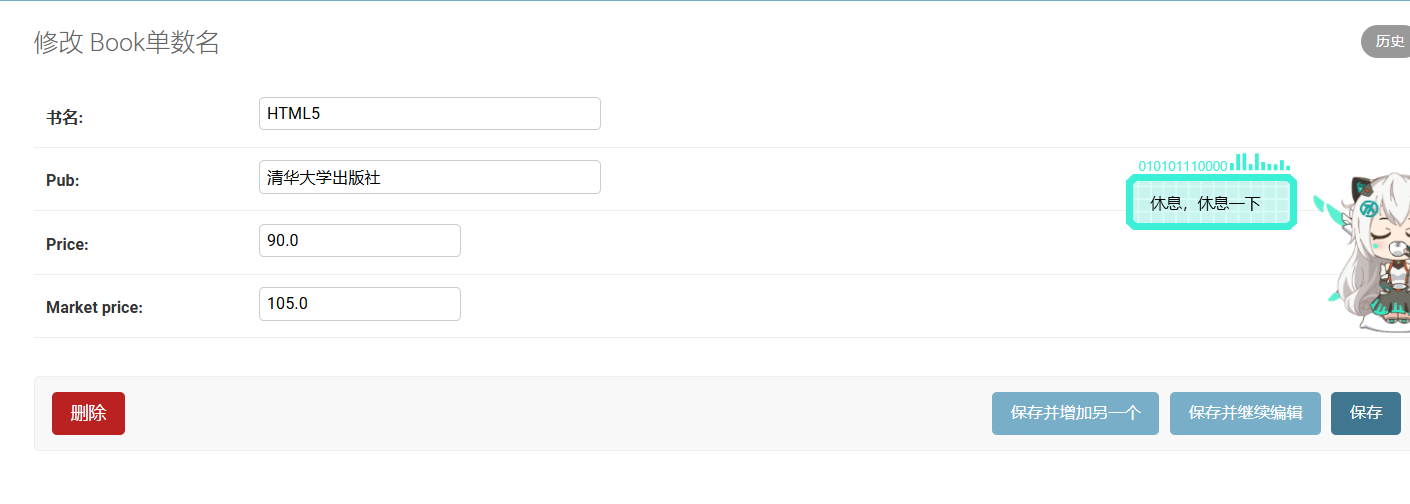 修改 Book单数名
历史
书名:
HTML5
Pub:
清华大学出版社
010101110000
休息，休息一下
Price:
90.0
Market price:
105.0
删除
保存并增加另一个
保存并继续编辑
保存